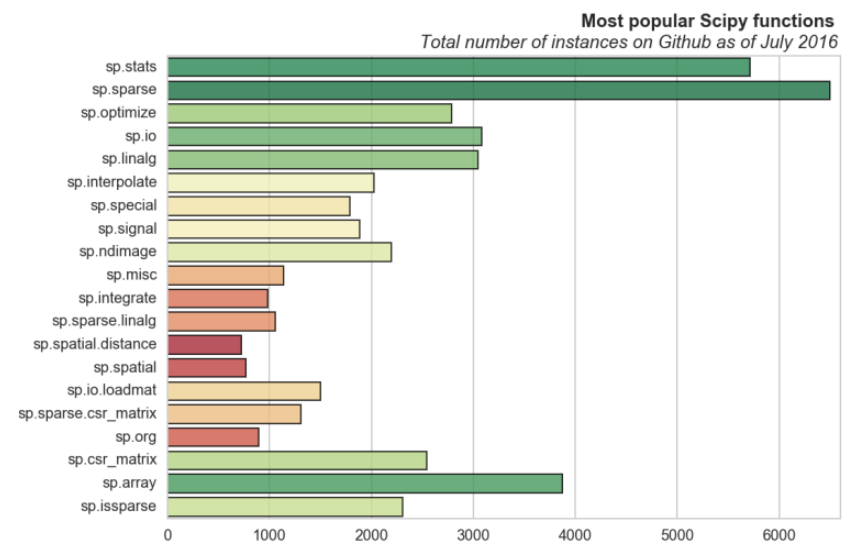 Most popular Scipy functions
Total number of instances on Github as of July 2016
sp.stats
sp.sparse
sp.optimize
sp.io
sp.linalg
sp.interpolate
sp.special
sp.signal
sp.ndimage
sp.misc
sp.integrate
sp.sparse.linalg
sp.spatial.distance
sp.spatial
sp.io.loadmat
sp.sparse.csr_matrix
sp.org
sp.csr_matrix
sp.array
sp.issparse
0 1000 2000 3000 4000 5000 6000